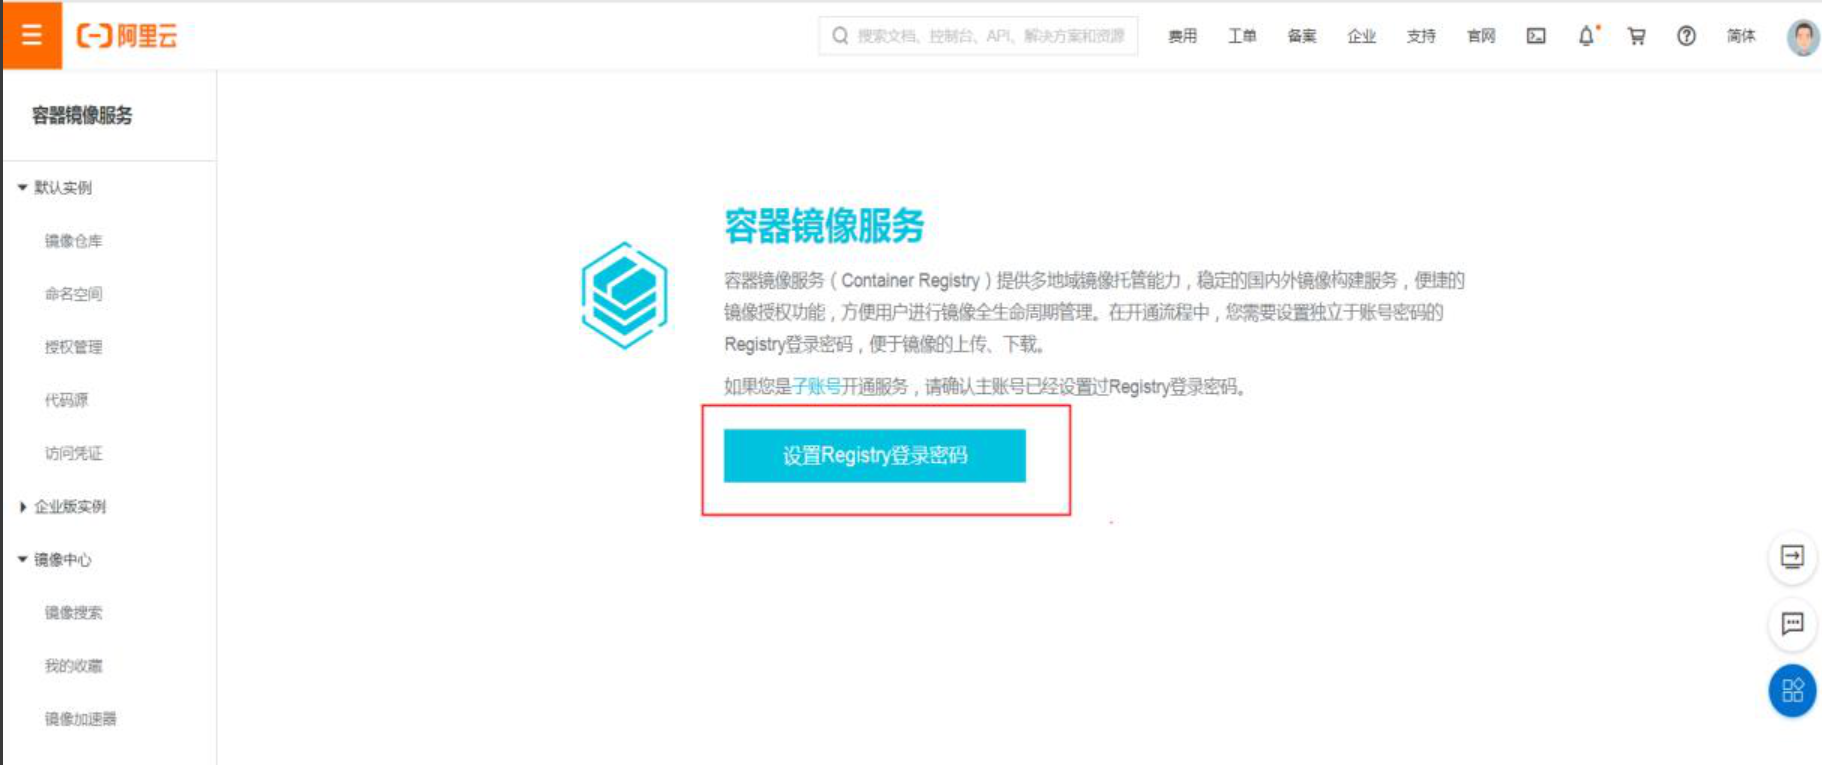 阿里云
搜索文档、控制台、API、解决方案和资源
费用 工单 备案 企业 支持 官网 简体
容器镜像服务
默认实例
镜像仓库
命名空间
授权管理
代码源
访问凭证
企业版实例
镜像中心
镜像搜索
我的收藏
镜像加速器
容器镜像服务
容器镜像服务（Container Registry）提供多地域镜像托管能力，稳定的国内外镜像构建服务，便捷的
镜像授权功能，方便用户进行镜像全生命周期管理。在开通流程中，您需要设置独立于账号密码的
Registry登录密码，便于镜像的上传、下载。
如果您是子账号开通服务，请确认主账号已经设置过Registry登录密码。
设置Registry登录密码